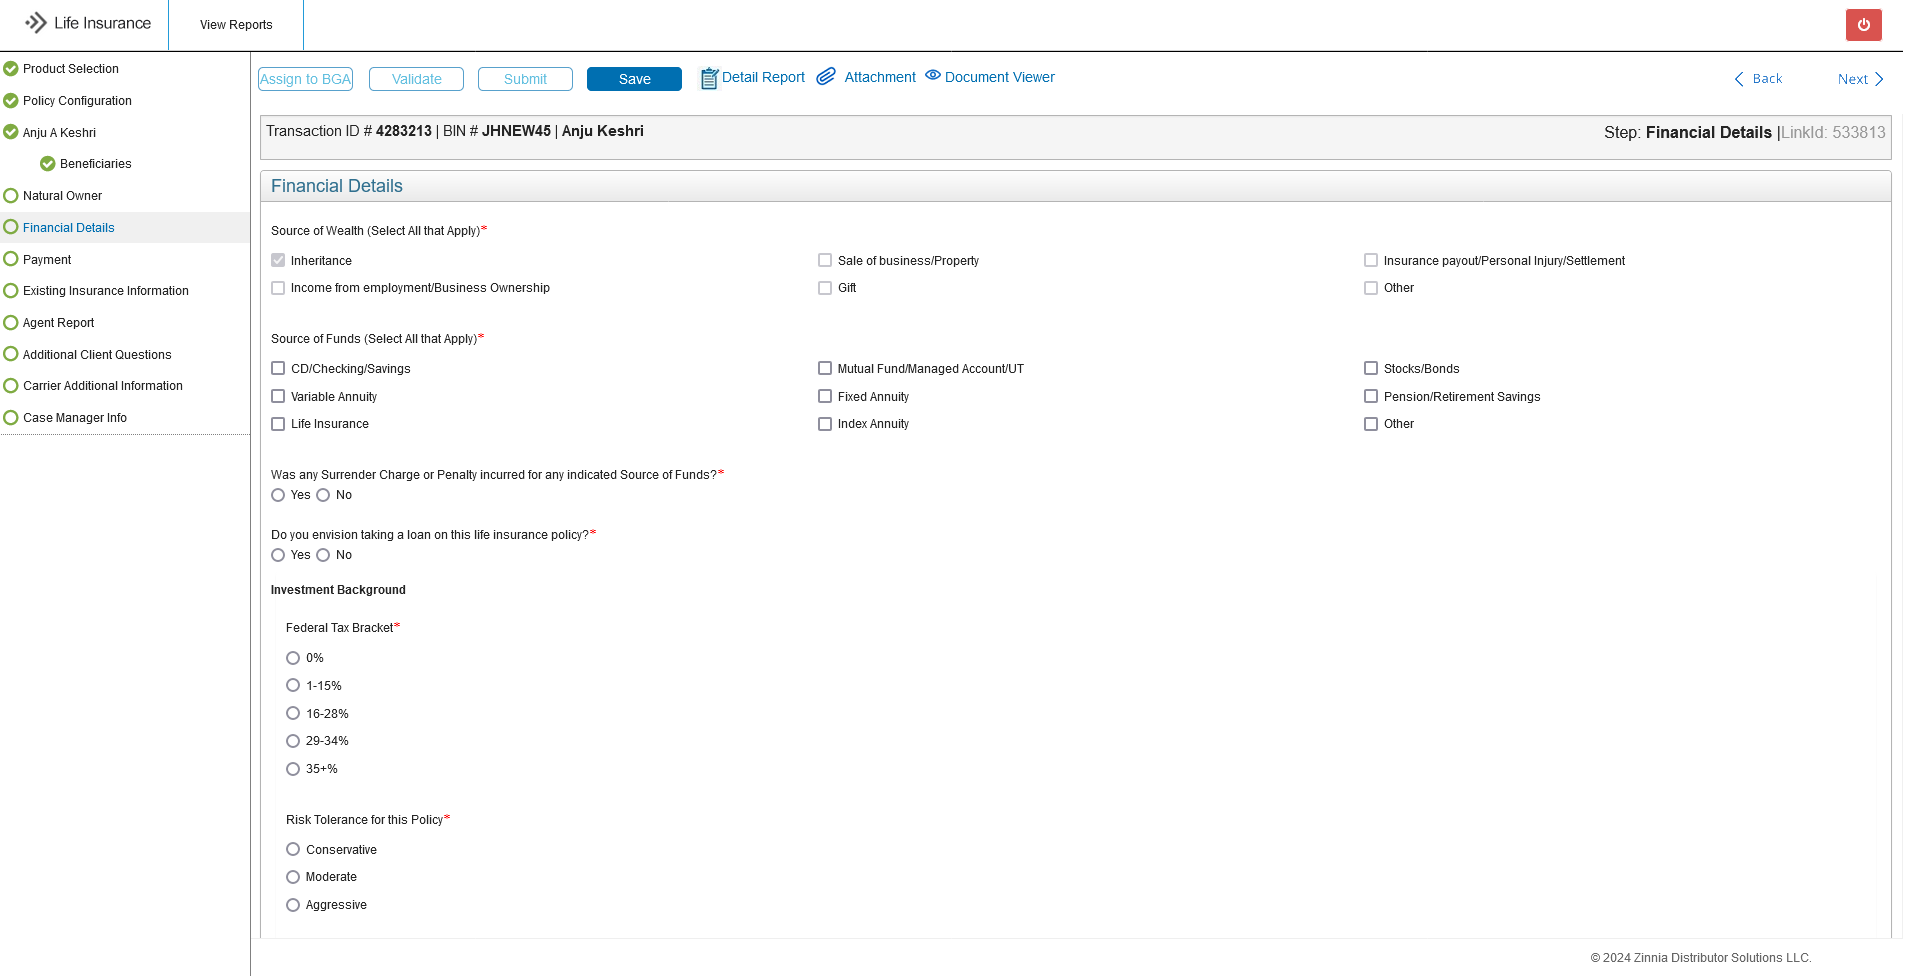 Life Insurance
View Reports
Product Selection
Policy Configuration
Anju A Keshri
Beneficiaries
Natural Owner
Financial Details
Payment
Existing Insurance Information
Agent Report
Additional Client Questions
Carrier Additional Information
Case Manager Info
Assign to BGA Validate Submit Save Detail Report Attachment Document Viewer Back Next
Transaction ID # 4283213 | BIN # JHNEW45 | Anju Keshri
Step: Financial Details |LinkId: 533813
Financial Details
Source of Wealth (Select All that Apply)*
Inheritance Sale of business/Property Insurance payout/Personal Injury/Settlement
Income from employment/Business Ownership Gift Other
Source of Funds (Select All that Apply)*
CD/Checking/Savings Mutual Fund/Managed Account/UT Stocks/Bonds
Variable Annuity Fixed Annuity Pension/Retirement Savings
Life Insurance Index Annuity Other
Was any Surrender Charge or Penalty incurred for any indicated Source of Funds?*
Yes No
Do you envision taking a loan on this life insurance policy?*
Yes No
Investment Background
Federal Tax Bracket*
0%
1-15%
16-28%
29-34%
35+%
Risk Tolerance for this Policy*
Conservative
Moderate
Aggressive
© 2024 Zinnia Distributor Solutions LLC.